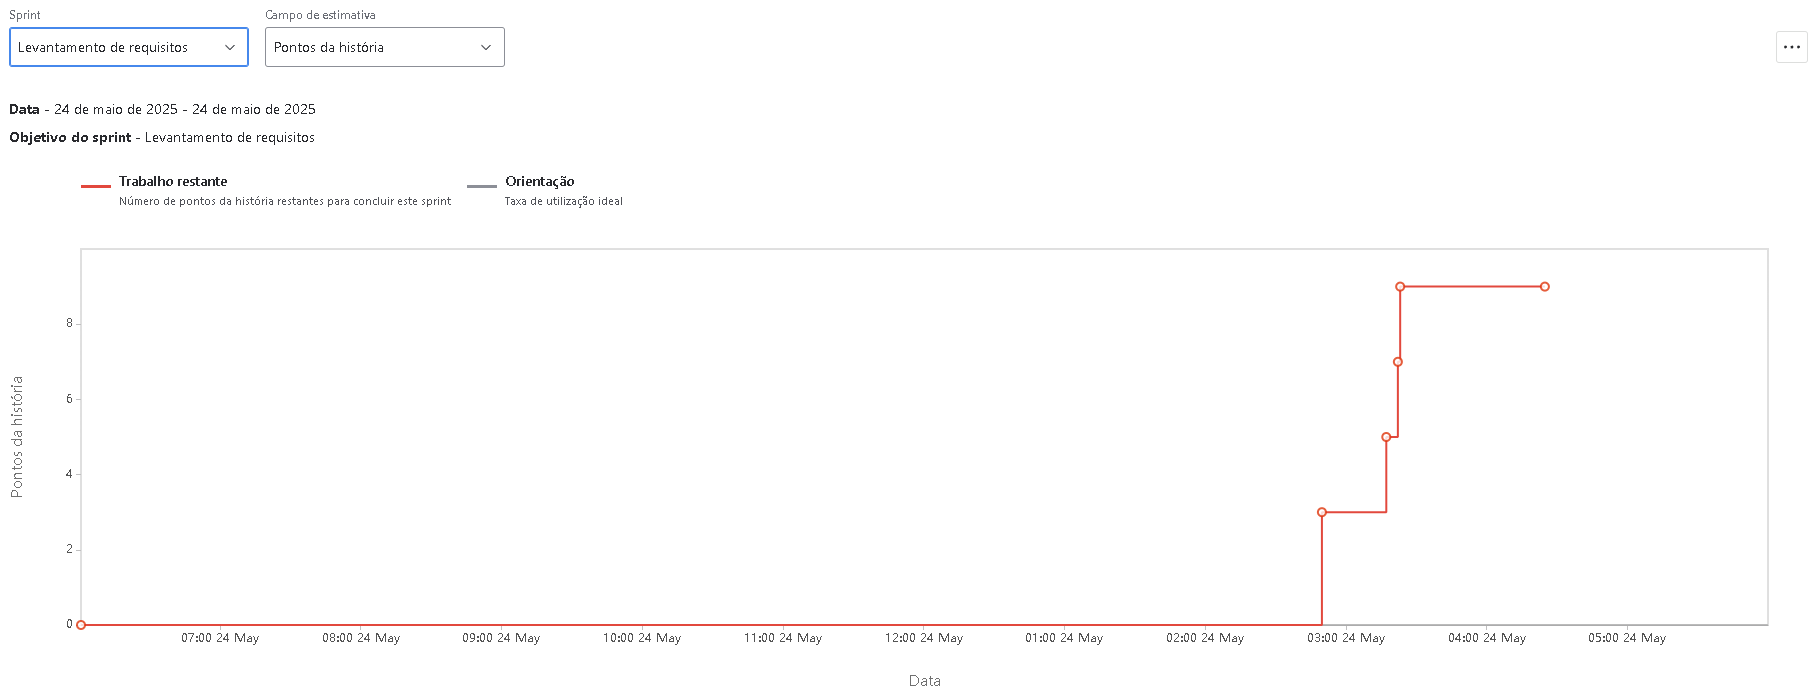 Sprint
Campo de estimativa
Levantamento de requisitos
Pontos da história
Data - 24 de maio de 2025 - 24 de maio de 2025
Objetivo do sprint - Levantamento de requisitos
Trabalho restante
Número de pontos da história restantes para concluir este sprint
Orientação
Taxa de utilização ideal
Pontos da história
8
6
4
2
0
07:00 24 May
08:00 24 May
09:00 24 May
10:00 24 May
11:00 24 May
12:00 24 May
01:00 24 May
02:00 24 May
03:00 24 May
04:00 24 May
05:00 24 May
Data